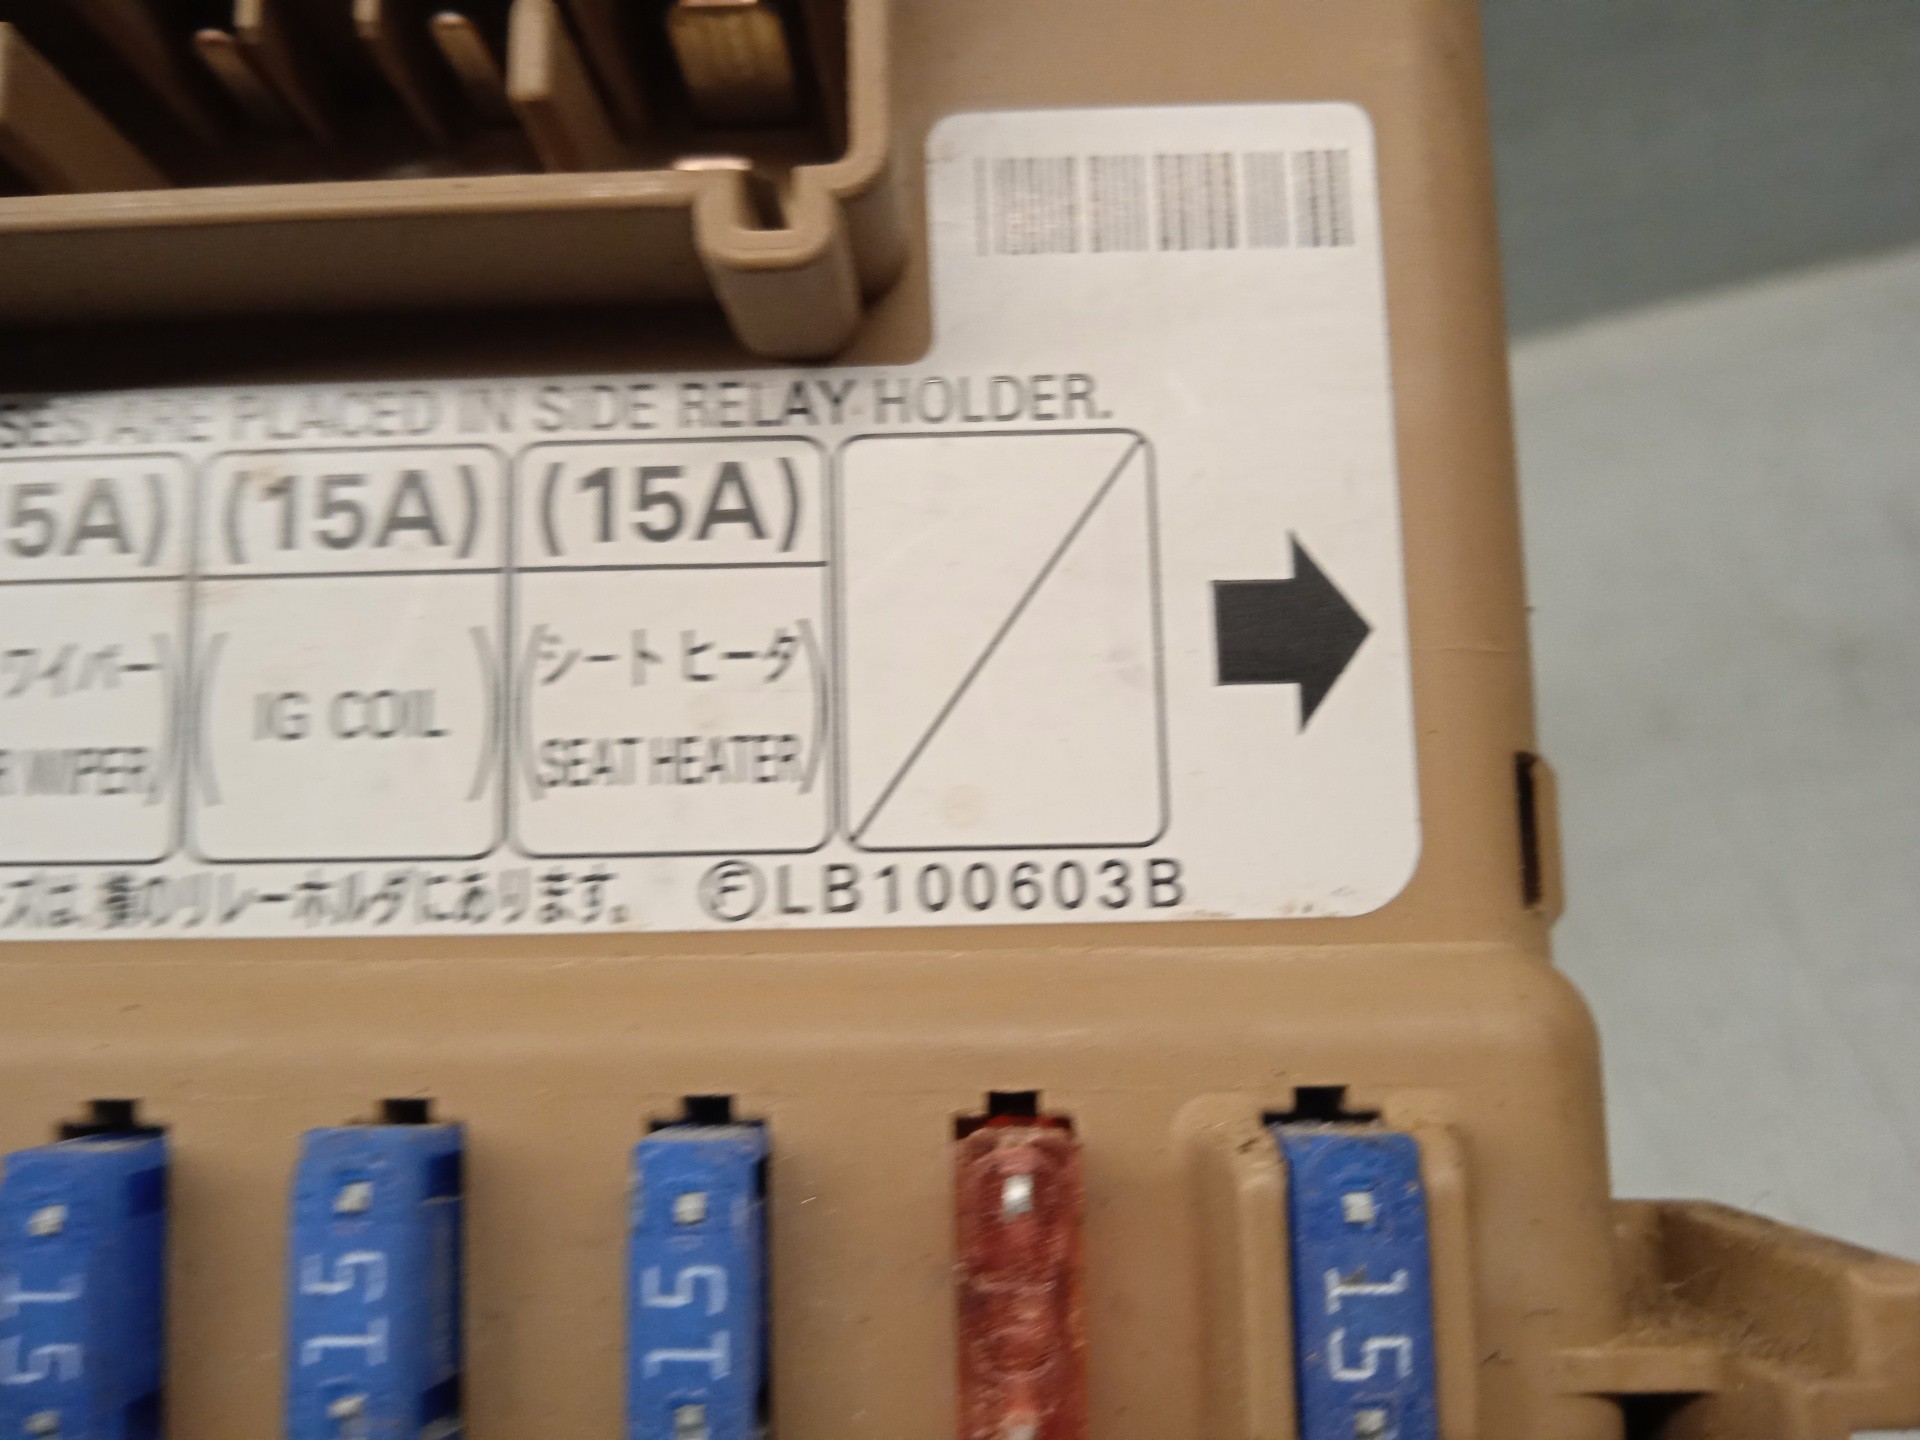 ARE PLACED IN SIDE RELAY HOLDER.
5A) (15A) (15A)
ワイパー
シートヒータ
(IG COIL)
WIPER)
(SEAT HEATER)
は、横のリレーホルダにあります。 ⒻLB100603B
15 15 15 15